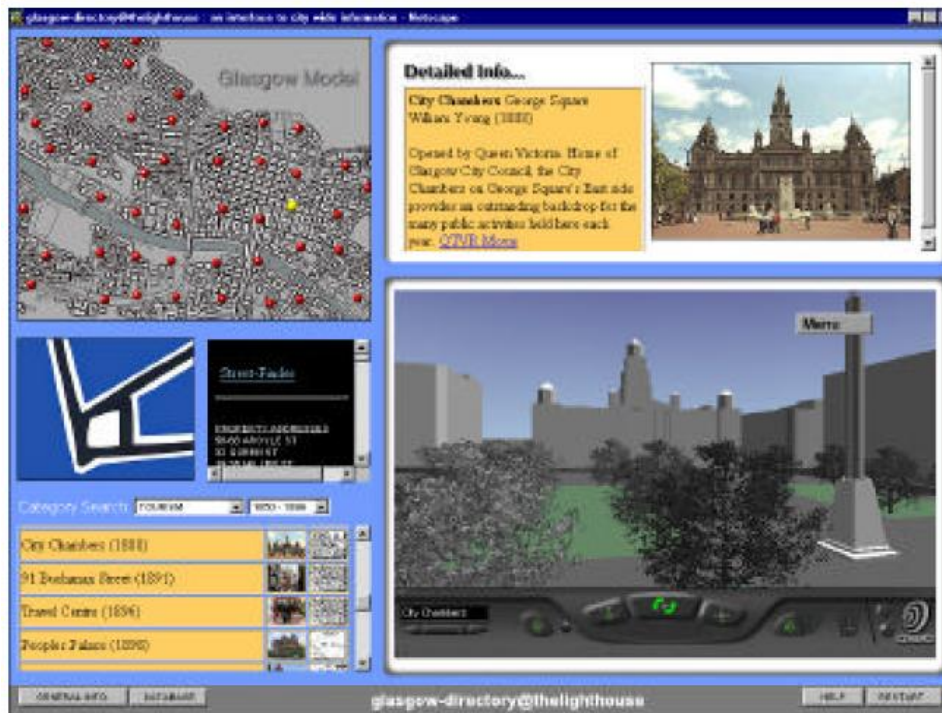 glasgow-directory@thelighthouse : an interface to city wide information - Netscape
Glasgow Model
Detailed Info...
City Chambers George Square
William Young (1888)
Opened by Queen Victoria. Home of
Glasgow City Council, the City
Chambers on George Square's East side
provides an outstanding backdrop for the
many public activities held here each
year. QTVR Movie
Menu
Street-Finder
PROPERTY ADDRESSES
Category Search: TOURISM
City Chambers (1888)
91 Buchanan Street (1891)
Travel Centre (1896)
Peoples Palace (1898)
City Chambers
GENERAL INFO DATABASE glasgow-directory@thelighthouse HELP RESTART